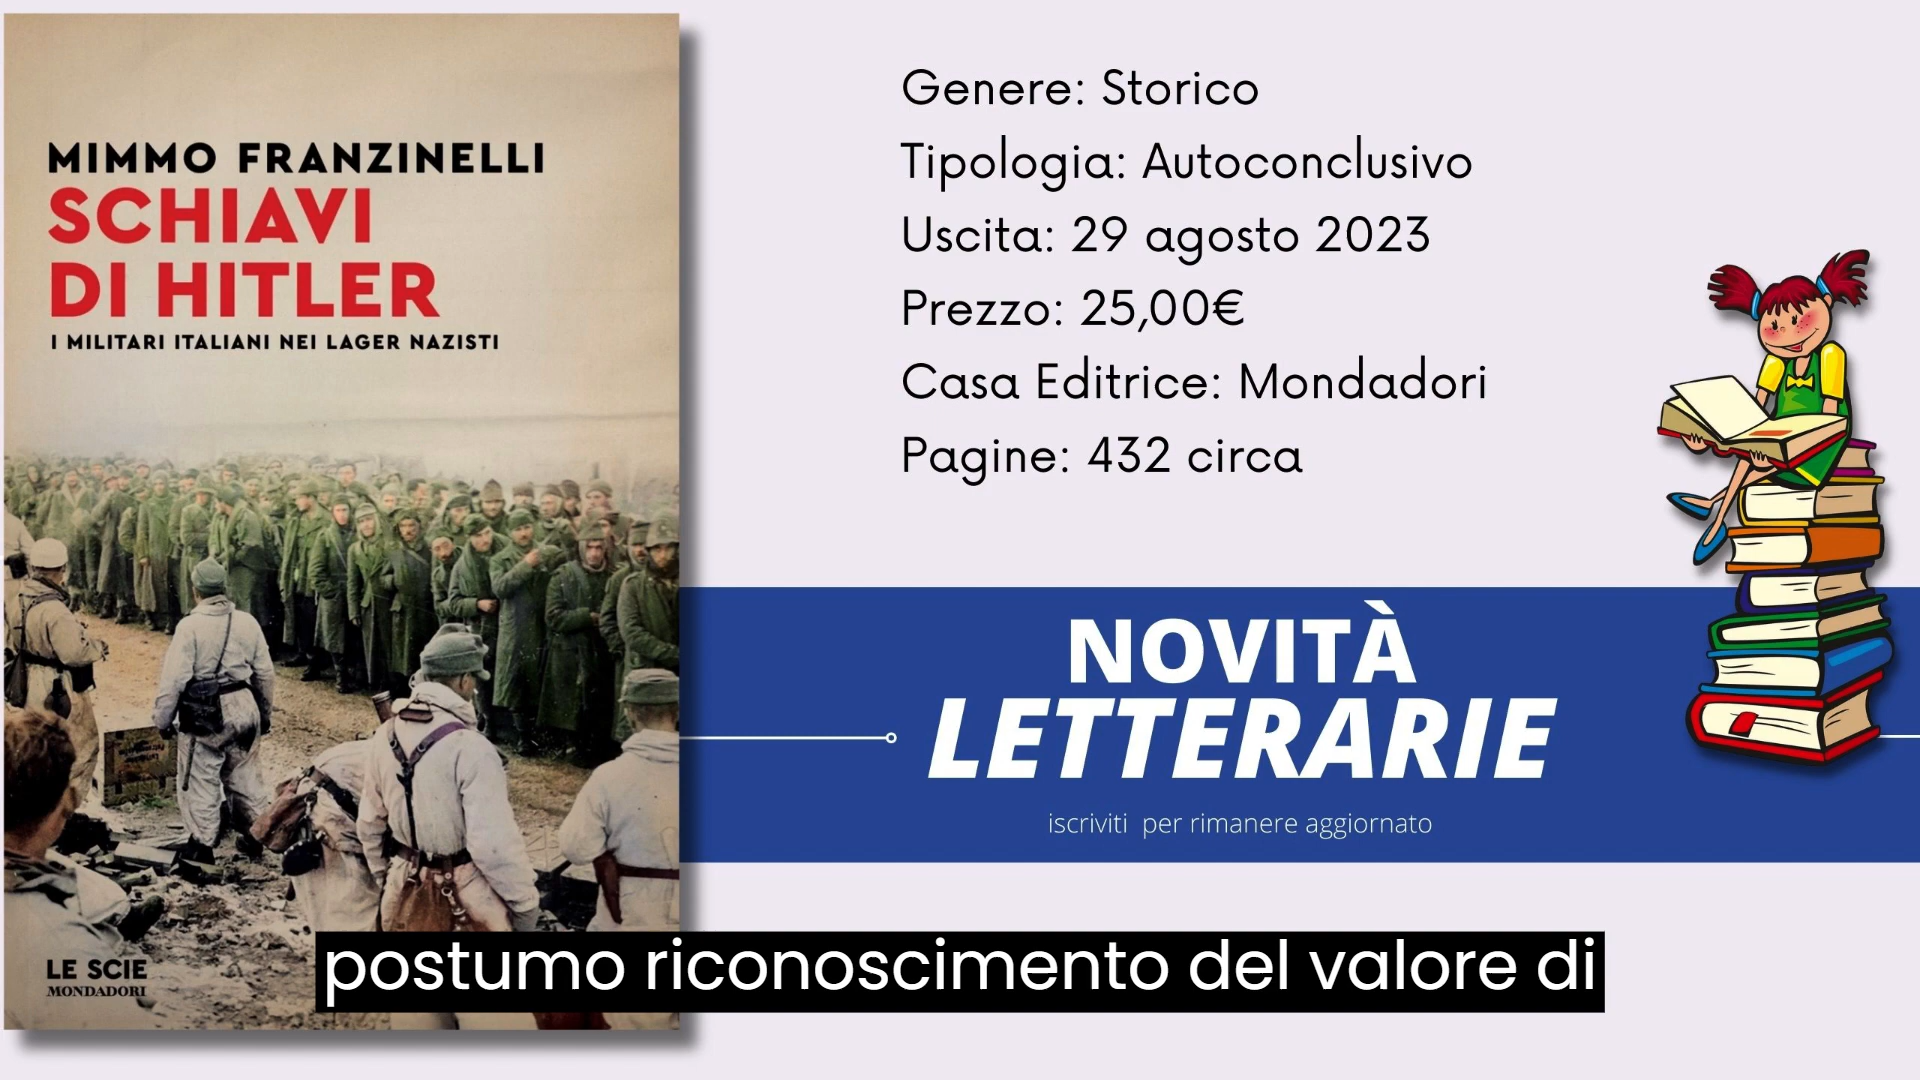 MIMMO FRANZINELLI
SCHIAVI
DI HITLER
I MILITARI ITALIANI NEI LAGER NAZISTI
LE SCIE
MONDADORI
Genere: Storico
Tipologia: Autoconclusivo
Uscita: 29 agosto 2023
Prezzo: 25,00€
Casa Editrice: Mondadori
Pagine: 432 circa
NOVITÀ
LETTERARIE
iscriviti per rimanere aggiornato
postumo riconoscimento del valore di